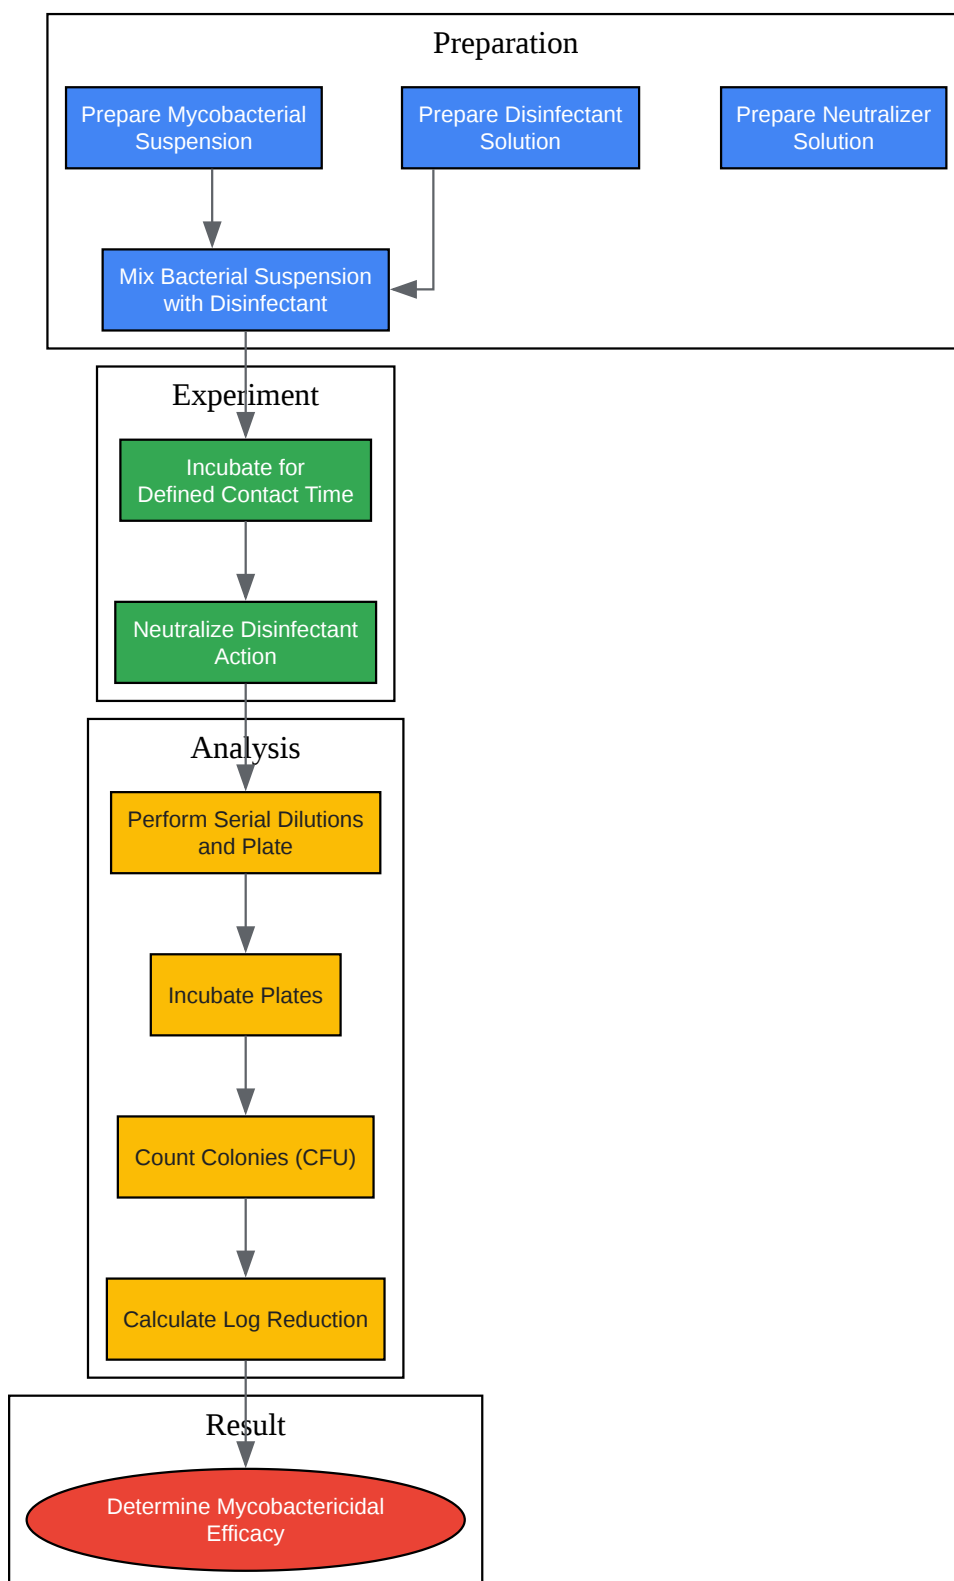 Preparation
Prepare Mycobacterial
Suspension
Prepare Disinfectant
Solution
Prepare Neutralizer
Solution
Mix Bacterial Suspension
with Disinfectant
Experiment
Incubate for
Defined Contact Time
Neutralize Disinfectant
Action
Analysis
Perform Serial Dilutions
and Plate
Incubate Plates
Count Colonies (CFU)
Calculate Log Reduction
Result
Determine Mycobactericidal
Efficacy